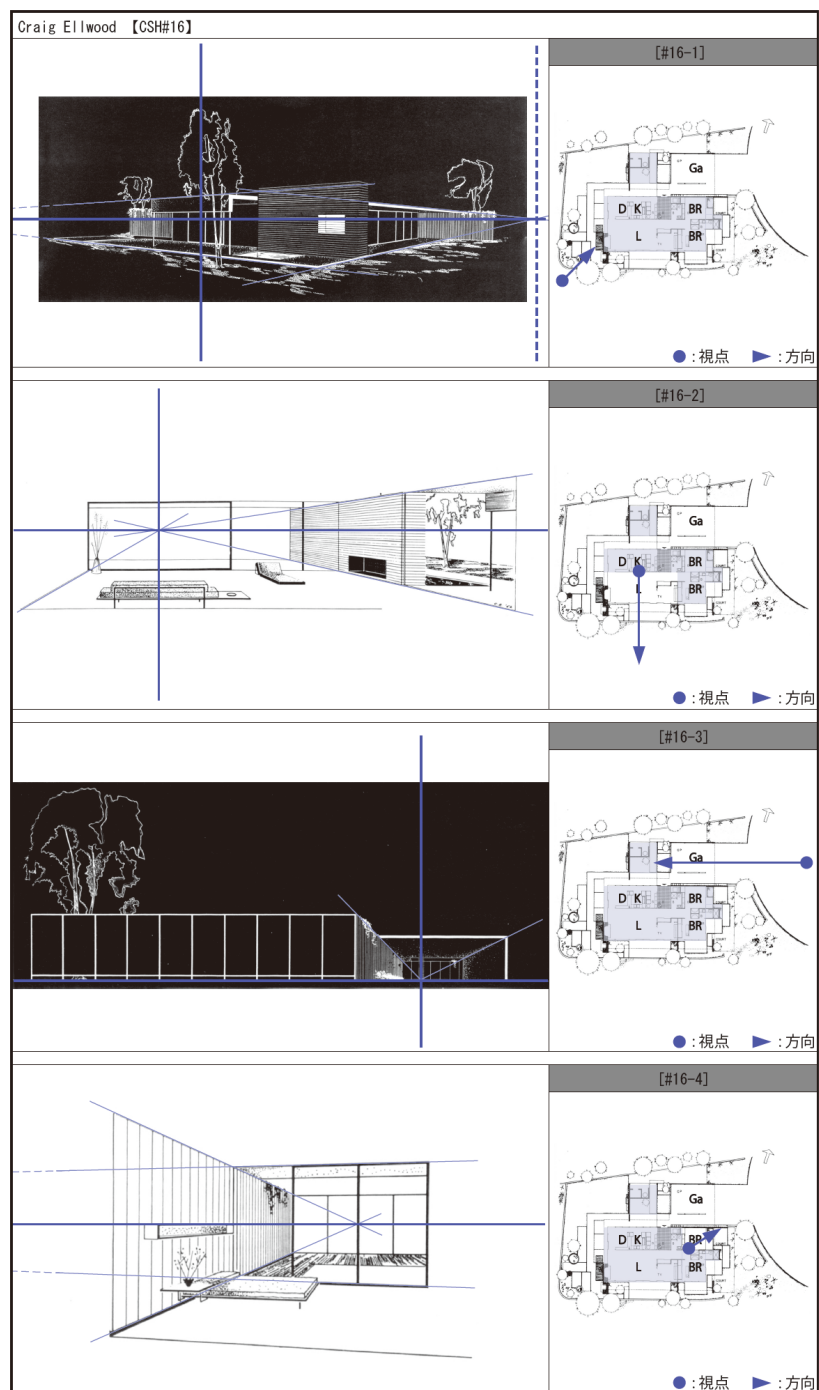 Craig Ellwood 【CSH#16】
[#16-1]
Ga
D K BR
L BR
●:視点 ►:方向
[#16-2]
Ga
D K BR
L BR
●:視点 ►:方向
[#16-3]
Ga
D K BR
L BR
●:視点 ►:方向
[#16-4]
Ga
D K BR
L BR
●:視点 ►:方向